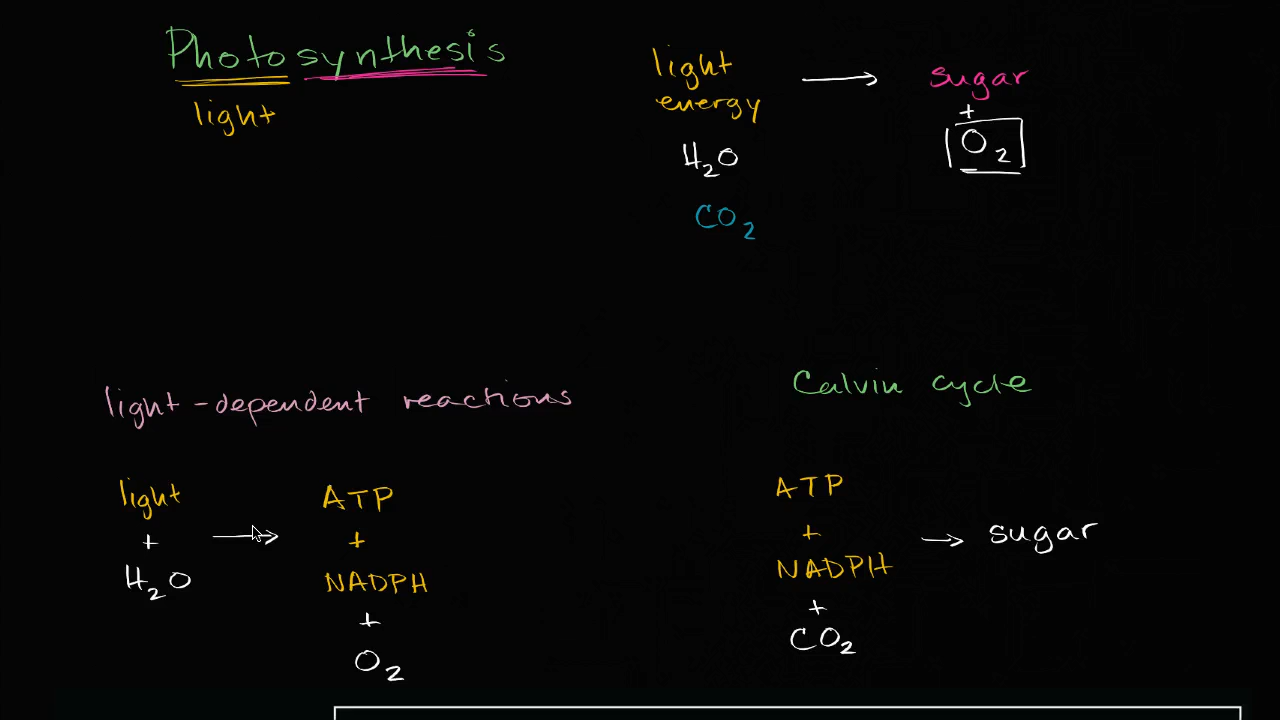 Photosynthesis
light
light energy → sugar + O₂
H₂O
CO₂
light-dependent reactions
light + H₂O → ATP + NADPH + O₂
Calvin cycle
ATP + NADPH + CO₂ → sugar